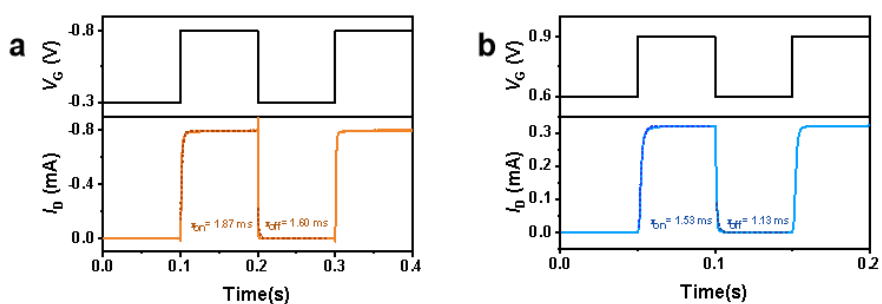 a
-0.8
-0.3
V_G (V)
-0.8
-0.4
0.0
I_D (mA)
τ_on = 1.87 ms
τ_off = 1.60 ms
0.0 0.1 0.2 0.3 0.4
Time(s)
b
0.9
0.6
V_G (V)
0.3
0.2
0.1
0.0
I_D (mA)
τ_on = 1.53 ms
τ_off = 1.13 ms
0.0 0.1 0.2
Time(s)